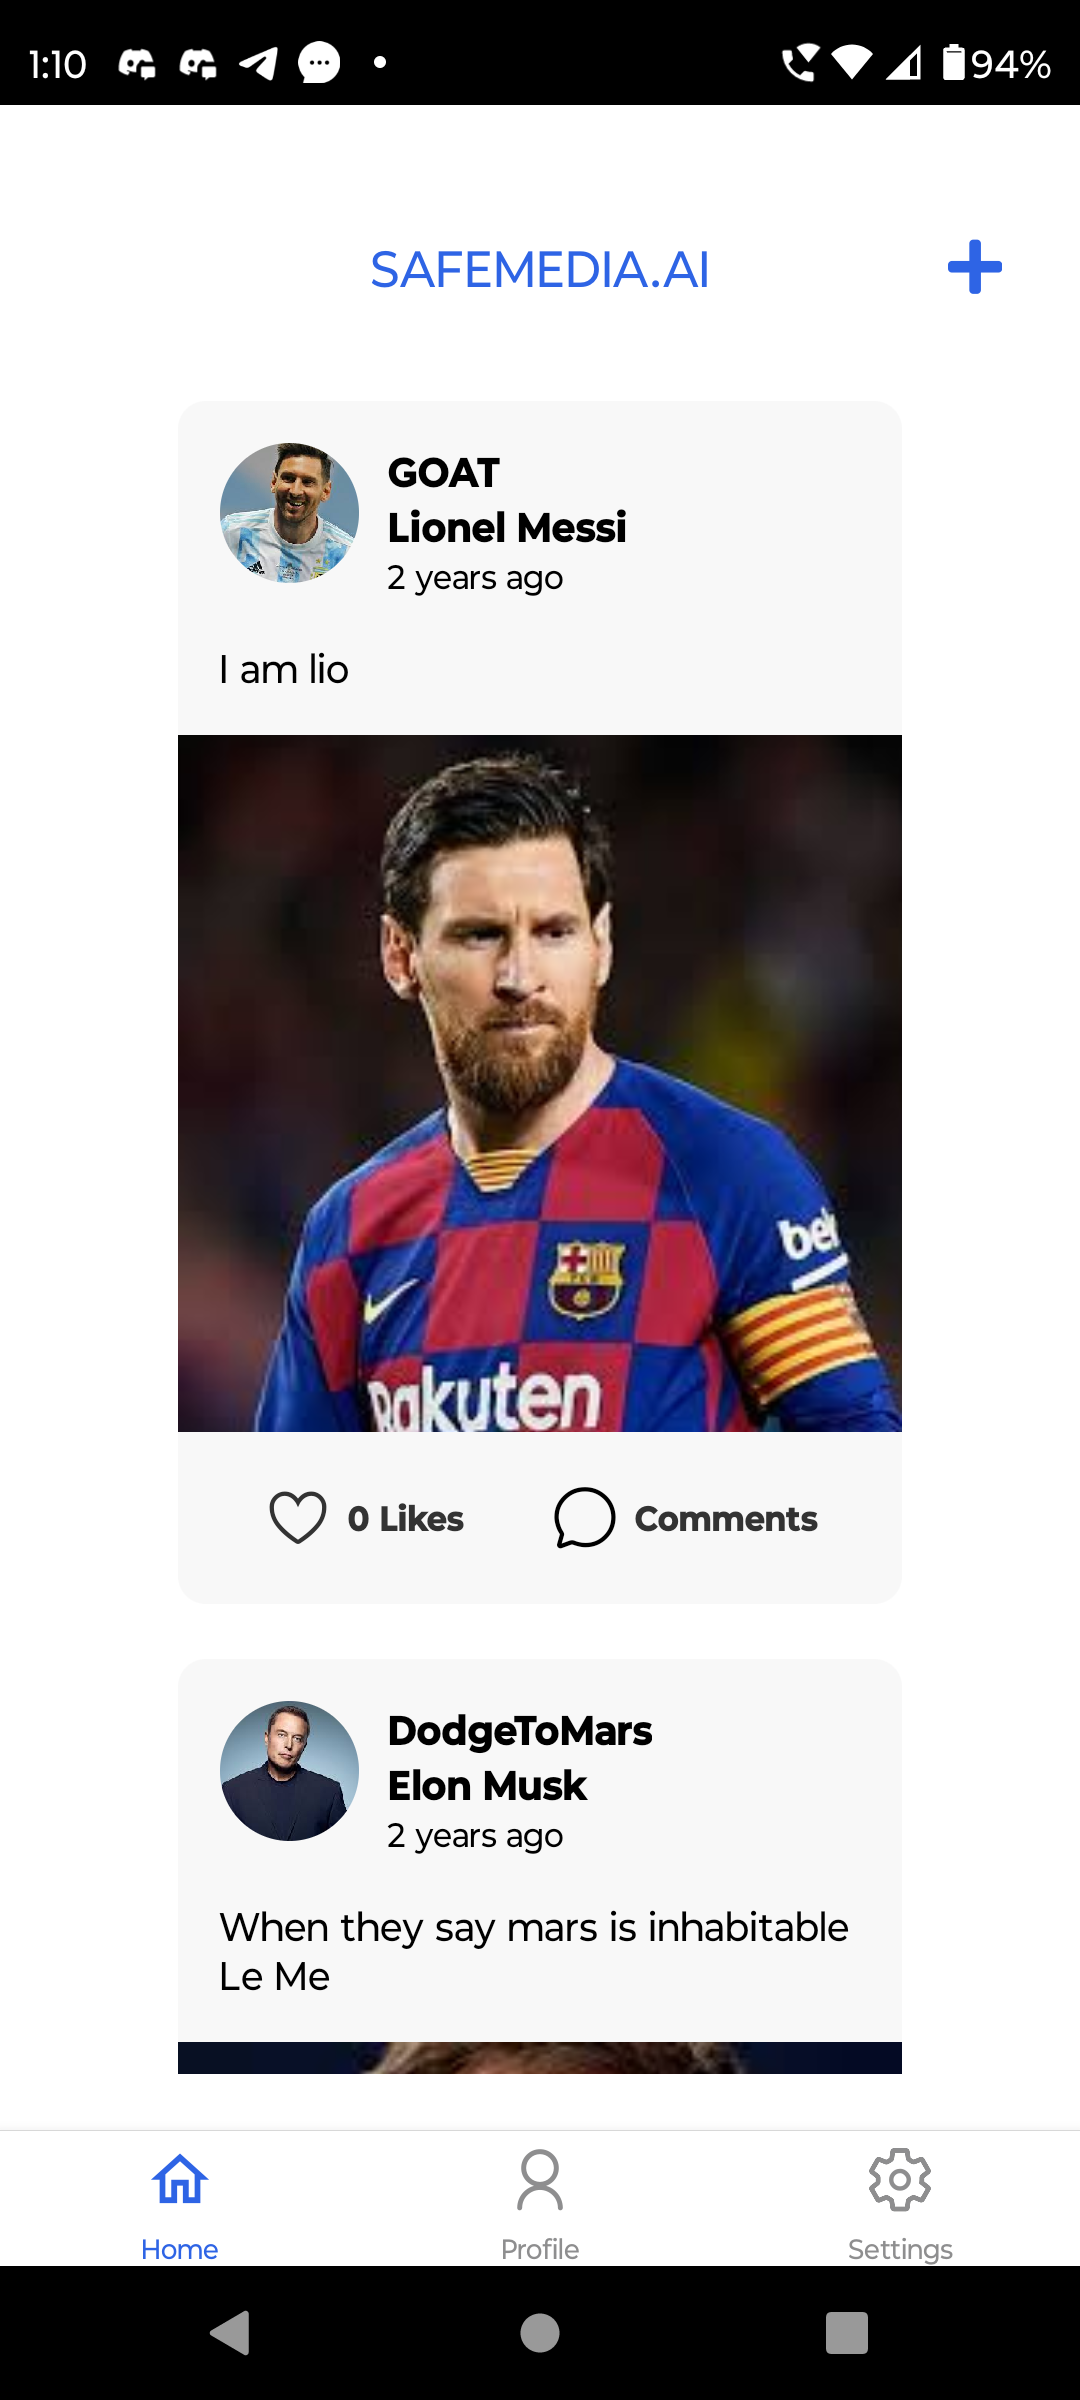 1:10
94%
SAFEMEDIA.AI
GOAT
Lionel Messi
2 years ago
I am lio
beko
Rakuten
0 Likes
Comments
DodgeToMars
Elon Musk
2 years ago
When they say mars is inhabitable
Le Me
Home
Profile
Settings